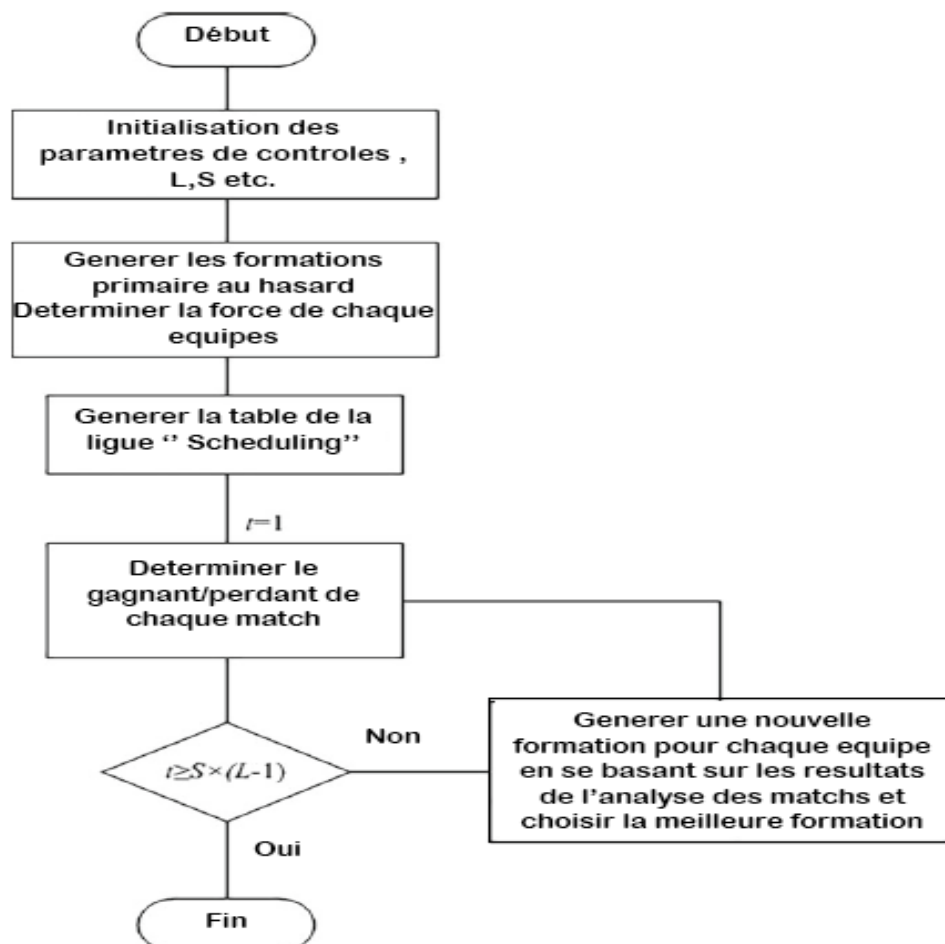 Début
Initialisation des
parametres de controles ,
L,S etc.
Generer les formations
primaire au hasard
Determiner la force de chaque
equipes
Generer la table de la
ligue ‘’ Scheduling’’
t=1
Determiner le
gagnant/perdant de
chaque match
t≥S×(L-1)
Non
Generer une nouvelle
formation pour chaque equipe
en se basant sur les resultats
de l’analyse des matchs et
choisir la meilleure formation
Oui
Fin